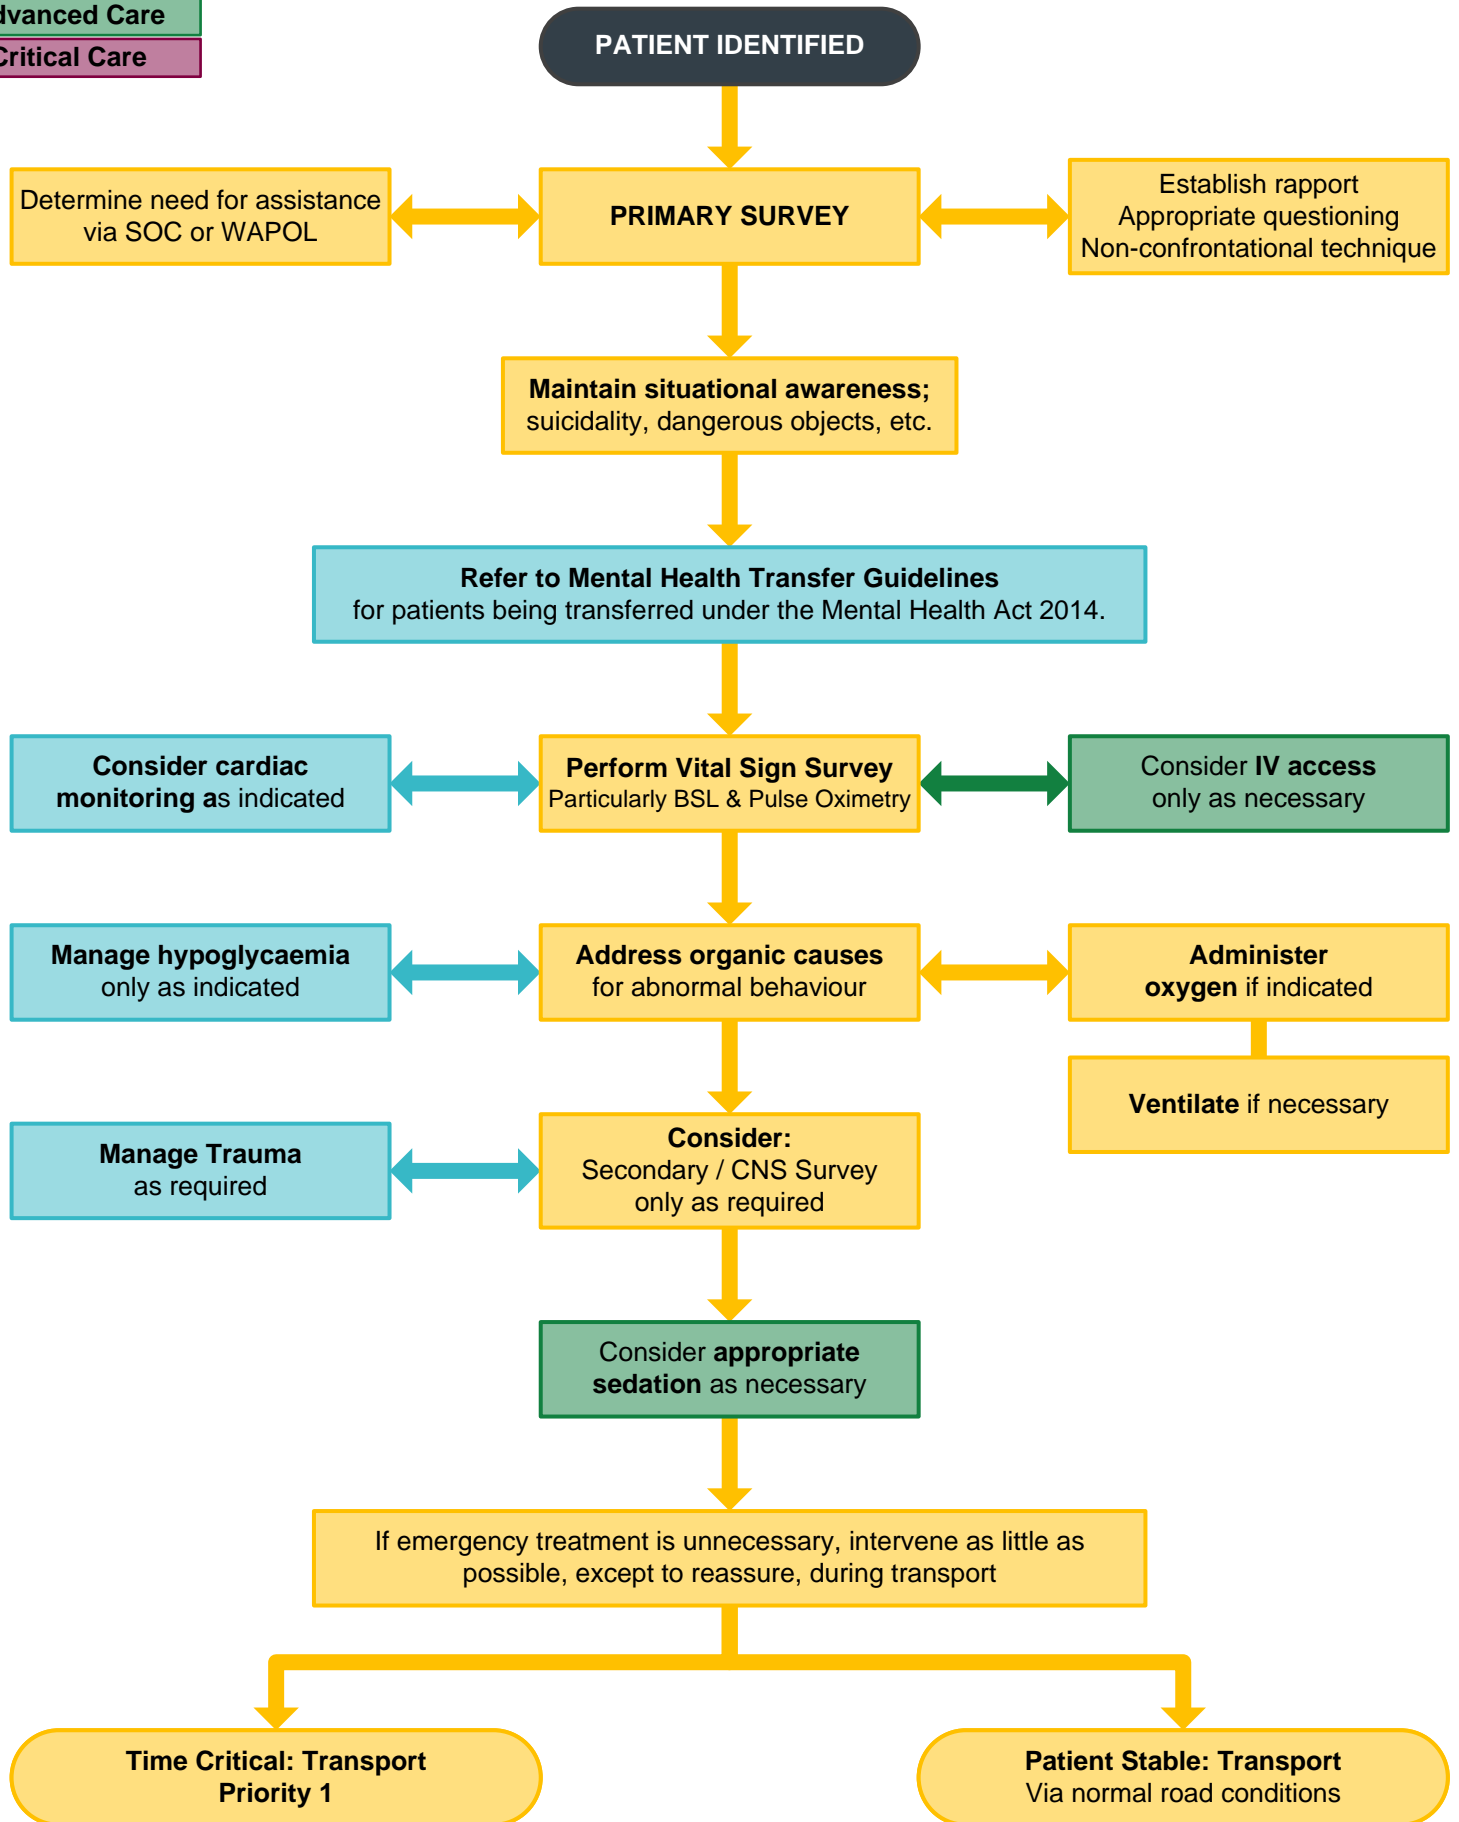 dvanced Care
Critical Care
PATIENT IDENTIFIED
Determine need for assistance
via SOC or WAPOL
PRIMARY SURVEY
Establish rapport
Appropriate questioning
Non-confrontational technique
Maintain situational awareness;
suicidality, dangerous objects, etc.
Refer to Mental Health Transfer Guidelines
for patients being transferred under the Mental Health Act 2014.
Consider cardiac
monitoring as indicated
Perform Vital Sign Survey
Particularly BSL & Pulse Oximetry
Consider IV access
only as necessary
Manage hypoglycaemia
only as indicated
Address organic causes
for abnormal behaviour
Administer
oxygen if indicated
Ventilate if necessary
Manage Trauma
as required
Consider:
Secondary / CNS Survey
only as required
Consider appropriate
sedation as necessary
If emergency treatment is unnecessary, intervene as little as
possible, except to reassure, during transport
Time Critical: Transport
Priority 1
Patient Stable: Transport
Via normal road conditions